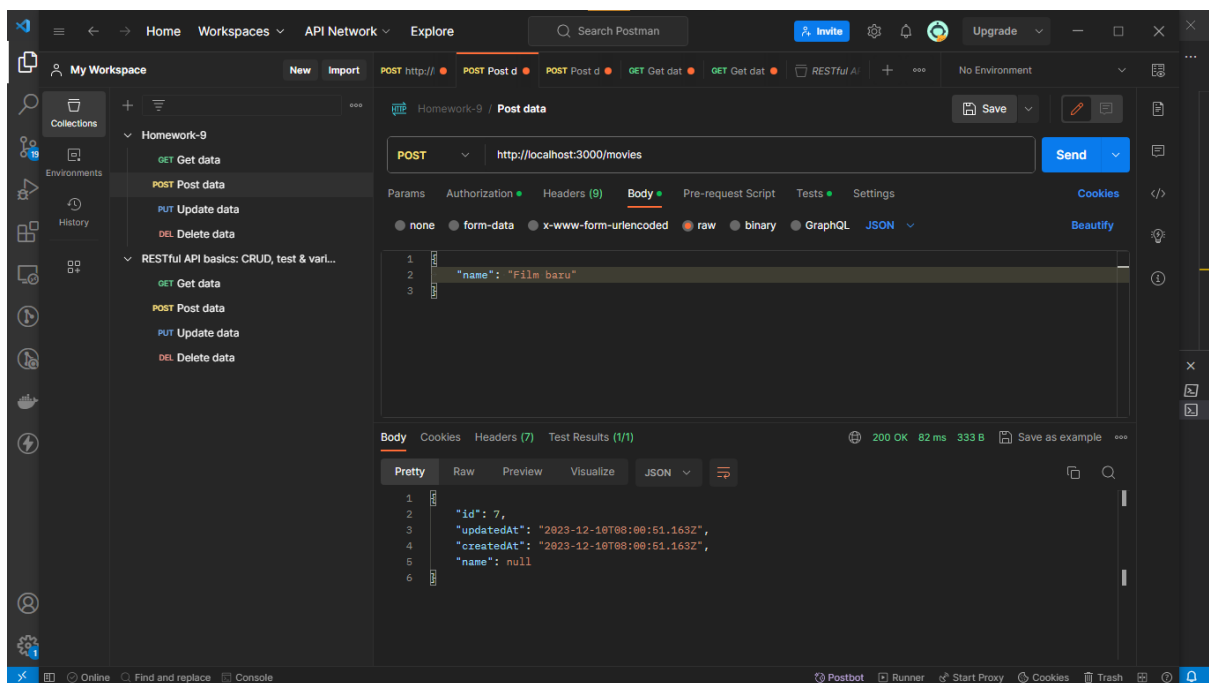 Home Workspaces API Network Explore Search Postman Invite Upgrade
My Workspace New Import POST http:// POST Post d POST Post d GET Get dat GET Get dat RESTful A No Environment
Collections
Environments
History
19
1
Homework-9
GET Get data
POST Post data
PUT Update data
DEL Delete data
RESTful API basics: CRUD, test & vari...
GET Get data
POST Post data
PUT Update data
DEL Delete data
HTTP Homework-9 / Post data Save
POST http://localhost:3000/movies Send
Params Authorization Headers (9) Body Pre-request Script Tests Settings Cookies
none form-data x-www-form-urlencoded raw binary GraphQL JSON Beautify
1 {
2 "name": "Film baru"
3 }
Body Cookies Headers (7) Test Results (1/1) 200 OK 82 ms 333 B Save as example
Pretty Raw Preview Visualize JSON
1 {
2 "id": 7,
3 "updatedAt": "2023-12-10T08:00:51.163Z",
4 "createdAt": "2023-12-10T08:00:51.163Z",
5 "name": null
6 }
Online Find and replace Console Postbot Runner Start Proxy Cookies Trash